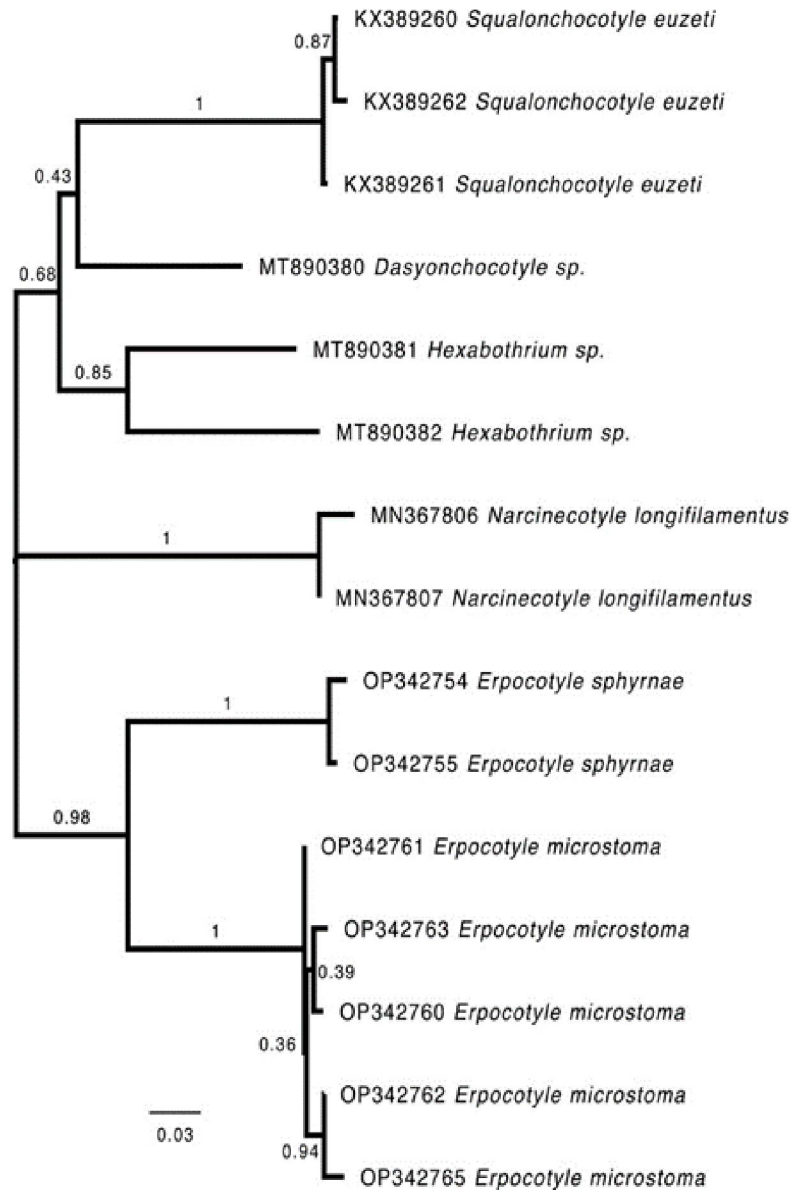 KX389260 Squalonchocotyle euzeti
0.87
KX389262 Squalonchocotyle euzeti
1
KX389261 Squalonchocotyle euzeti
0.43
MT890380 Dasyonchocotyle sp.
0.68
MT890381 Hexabothrium sp.
0.85
MT890382 Hexabothrium sp.
MN367806 Narcinecotyle longifilamentus
1
MN367807 Narcinecotyle longifilamentus
OP342754 Erpocotyle sphyrnae
1
OP342755 Erpocotyle sphyrnae
0.98
OP342761 Erpocotyle microstoma
OP342763 Erpocotyle microstoma
1
0.39
OP342760 Erpocotyle microstoma
0.36
OP342762 Erpocotyle microstoma
0.03
0.94
OP342765 Erpocotyle microstoma